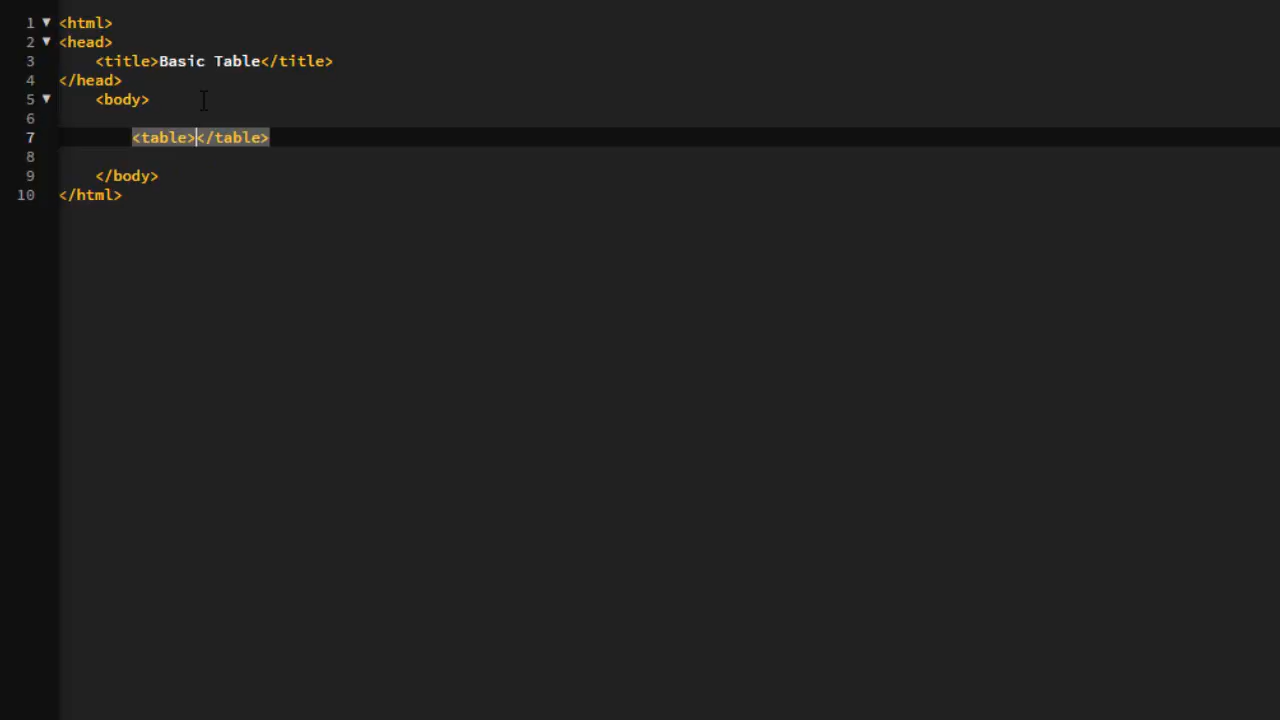 1 ▼ <html>
2 ▼ <head>
3 <title>Basic Table</title>
4 </head>
5 ▼ <body>
6
7 <table></table>
8
9 </body>
10 </html>